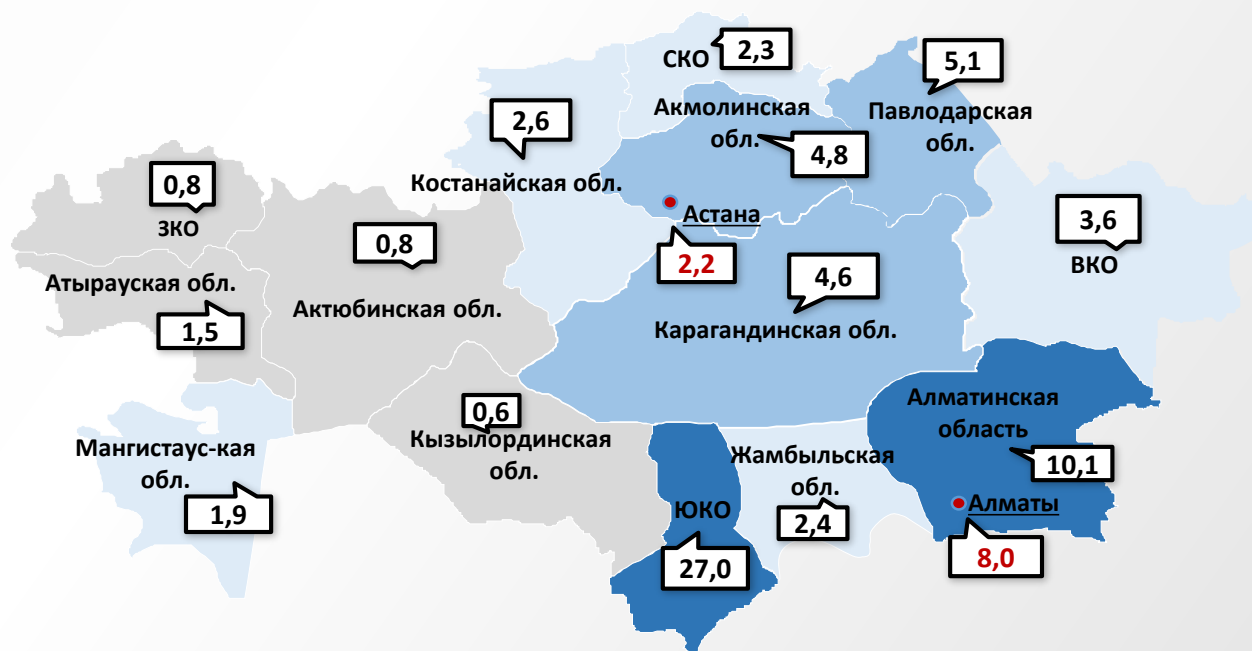 СКО
2,3
5,1
Павлодарская
обл.
Акмолинская
обл.
4,8
2,6
Костанайская обл.
0,8
ЗКО
0,8
Актюбинская обл.
Атырауская обл.
1,5
Астана
2,2
4,6
Карагандинская обл.
3,6
ВКО
Мангистаус-кая
обл.
1,9
0,6
Кызылординская
обл.
ЮКО
27,0
Жамбыльская
обл.
2,4
Алматинская
область
10,1
Алматы
8,0